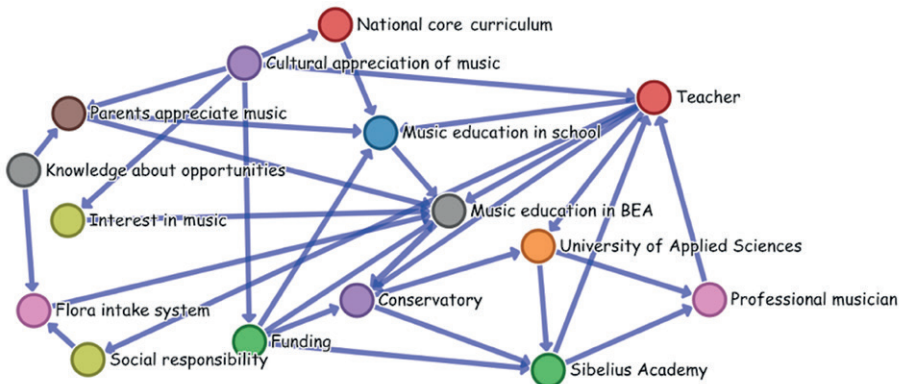 National core curriculum
Cultural appreciation of music
Teacher
Parents appreciate music
Music education in school
Knowledge about opportunities
Music education in BEA
Interest in music
University of Applied Sciences
Conservatory
Professional musician
Flora intake system
Funding
Social responsibility
Sibelius Academy